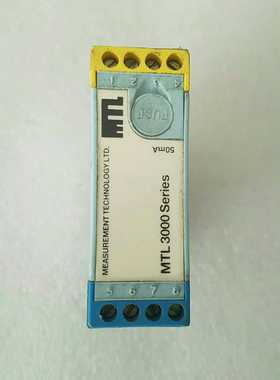 1 2 3 4
FUSE
50mA
MTL
MEASUREMENT TECHNOLOGY LTD.
MTL 3000 Series
5 6 7 8